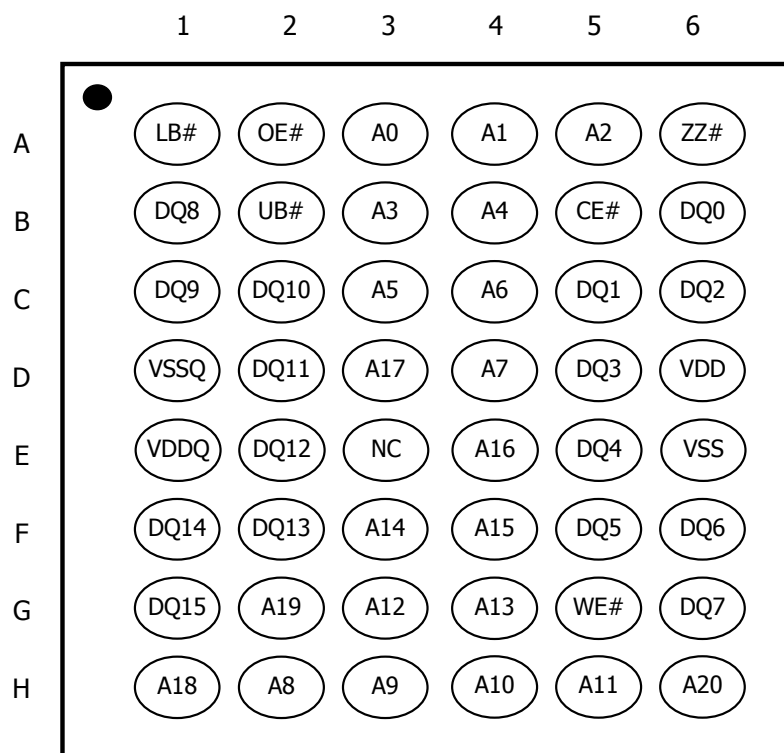 1 2 3 4 5 6
A LB# OE# A0 A1 A2 ZZ#
B DQ8 UB# A3 A4 CE# DQ0
C DQ9 DQ10 A5 A6 DQ1 DQ2
D VSSQ DQ11 A17 A7 DQ3 VDD
E VDDQ DQ12 NC A16 DQ4 VSS
F DQ14 DQ13 A14 A15 DQ5 DQ6
G DQ15 A19 A12 A13 WE# DQ7
H A18 A8 A9 A10 A11 A20